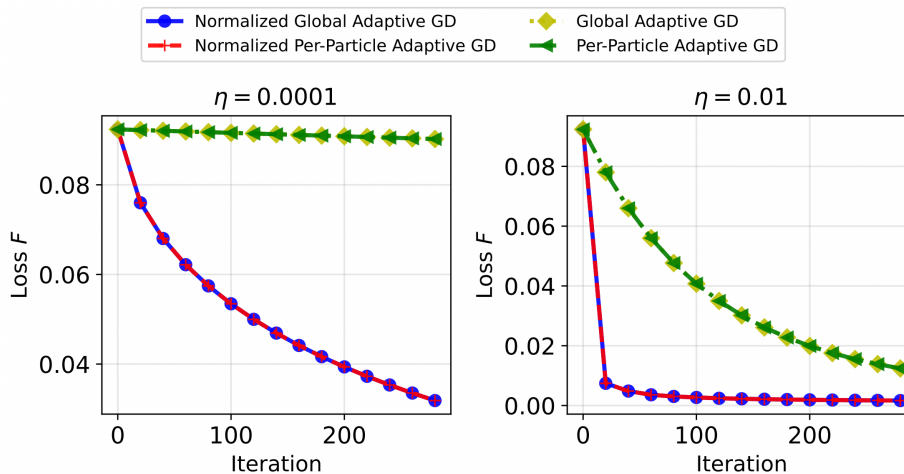 Normalized Global Adaptive GD
Normalized Per-Particle Adaptive GD
Global Adaptive GD
Per-Particle Adaptive GD
η = 0.0001
0.08
0.06
0.04
Loss F
0
100
200
Iteration
η = 0.01
0.08
0.06
0.04
0.02
0.00
Loss F
0
100
200
Iteration